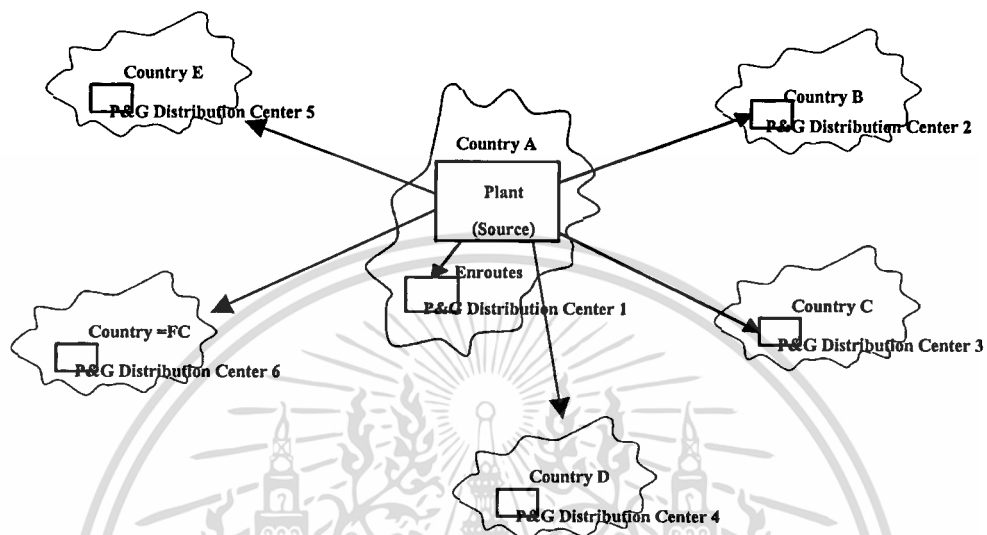 Country E
P&G Distribution Center 5
Country B
P&G Distribution Center 2
Country A
Plant
(Source)
Enroutes
P&G Distribution Center 1
Country C
P&G Distribution Center 3
Country =FC
P&G Distribution Center 6
Country D
P&G Distribution Center 4